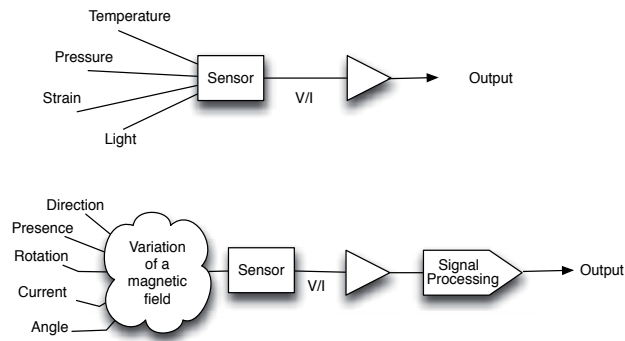 Temperature
Pressure
Strain
Light
Sensor
V/I
Output
Direction
Presence
Rotation
Current
Angle
Variation
of a
magnetic
field
Sensor
V/I
Signal
Processing
Output